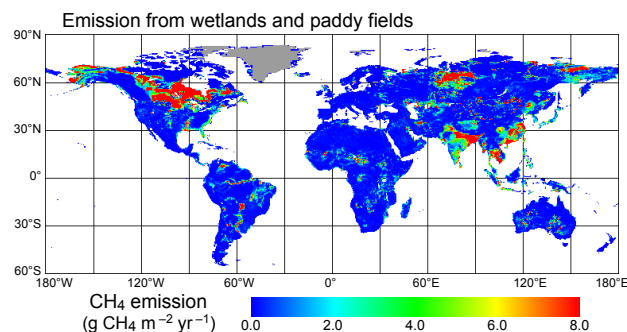 Emission from wetlands and paddy fields
90°N
60°N
30°N
0°
30°S
60°S
180°W 120°W 60°W 0° 60°E 120°E 180°E
CH₄ emission
(g CH₄ m⁻² yr⁻¹)
0.0 2.0 4.0 6.0 8.0